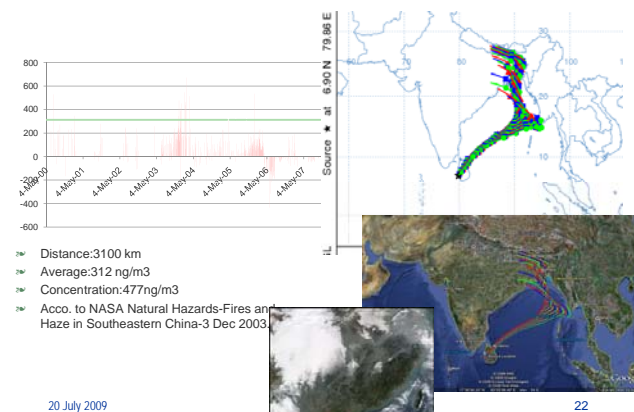 800
600
400
200
0
-200
-400
-600
4-May-00
4-May-01
4-May-02
4-May-03
4-May-04
4-May-05
4-May-06
4-May-07
Source ★ at 6.90 N 79.86 E
60
70
80
90
30
20
10
Distance:3100 km
Average:312 ng/m3
Concentration:477ng/m3
Acco. to NASA Natural Hazards-Fires and
Haze in Southeastern China-3 Dec 2003.
20 July 2009
22